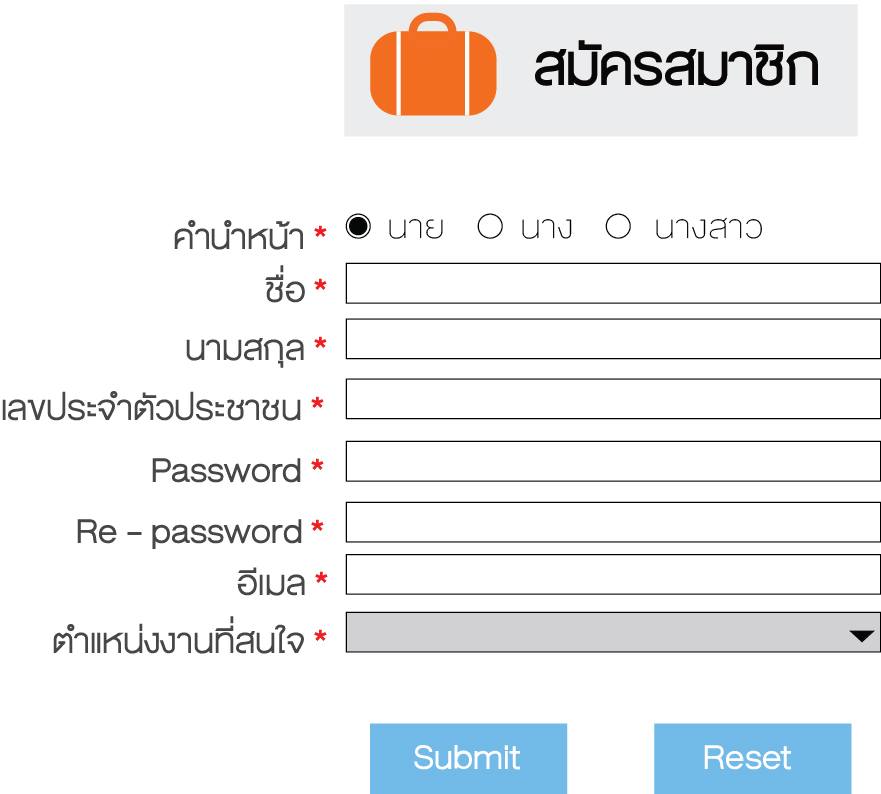 สมัครสมาชิก
คำนำหน้า * นาย นาง นางสาว
ชื่อ *
นามสกุล *
เลขประจำตัวประชาชน *
Password *
Re - password *
อีเมล *
ตำแหน่งงานที่สนใจ *
Submit Reset